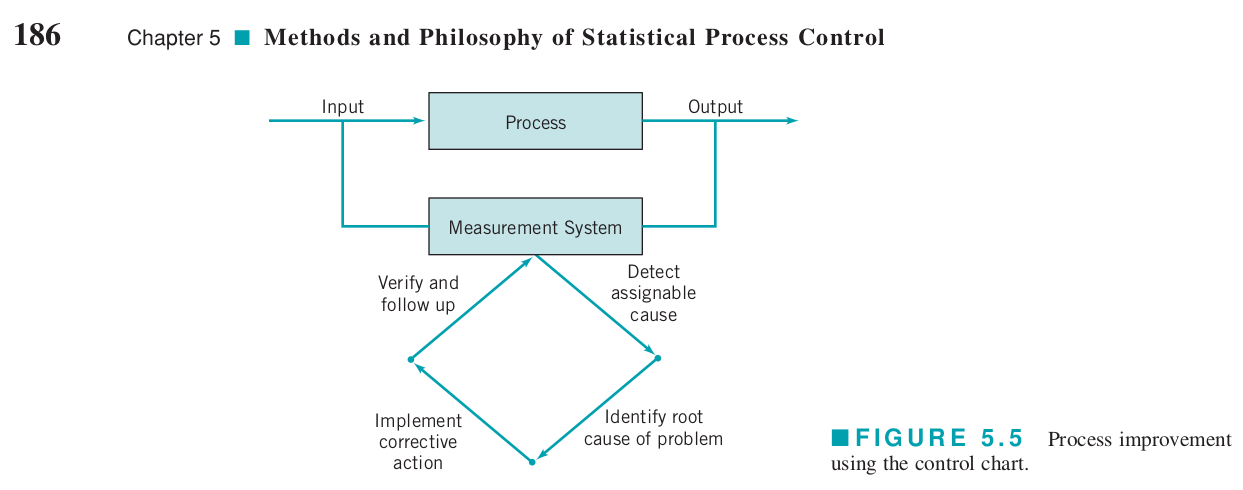 186 Chapter 5 ■ Methods and Philosophy of Statistical Process Control
Input
Process
Output
Measurement System
Verify and
follow up
Detect
assignable
cause
Implement
corrective
action
Identify root
cause of problem
■ FIGURE 5.5 Process improvement
using the control chart.